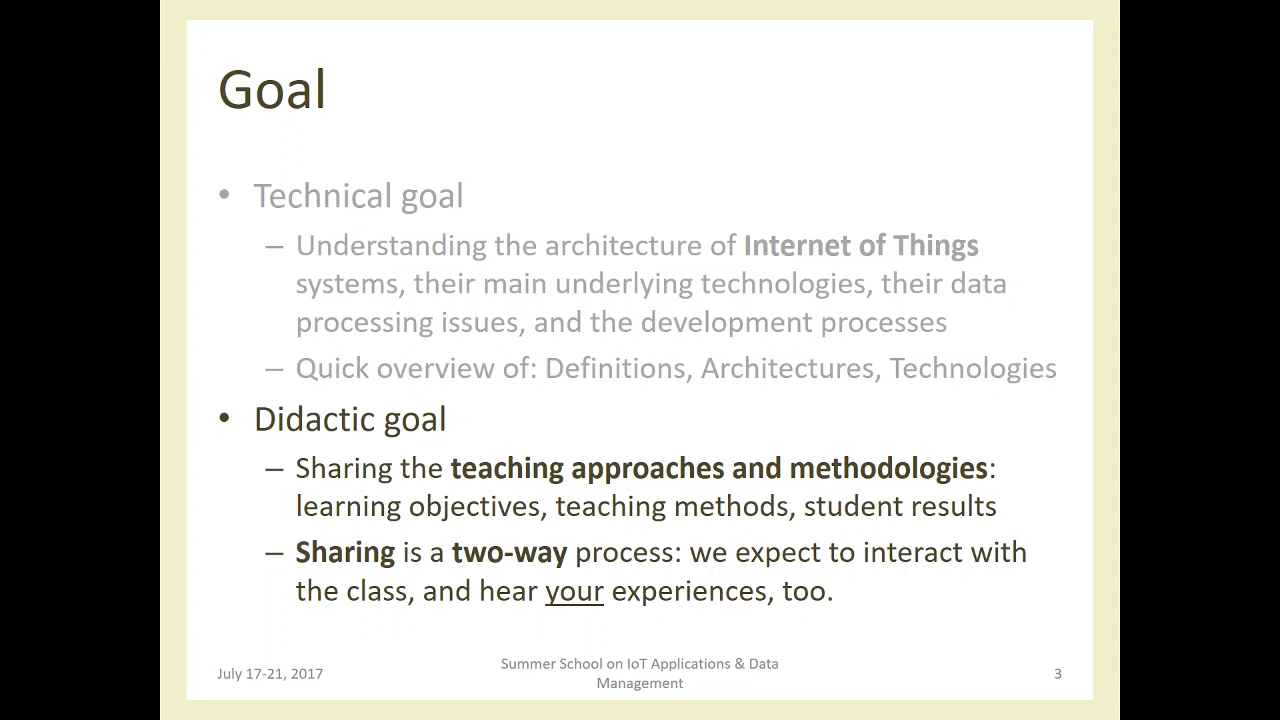 Goal
• Technical goal
– Understanding the architecture of Internet of Things
systems, their main underlying technologies, their data
processing issues, and the development processes
– Quick overview of: Definitions, Architectures, Technologies
• Didactic goal
– Sharing the teaching approaches and methodologies:
learning objectives, teaching methods, student results
– Sharing is a two-way process: we expect to interact with
the class, and hear your experiences, too.
July 17-21, 2017
Summer School on IoT Applications & Data
Management
3